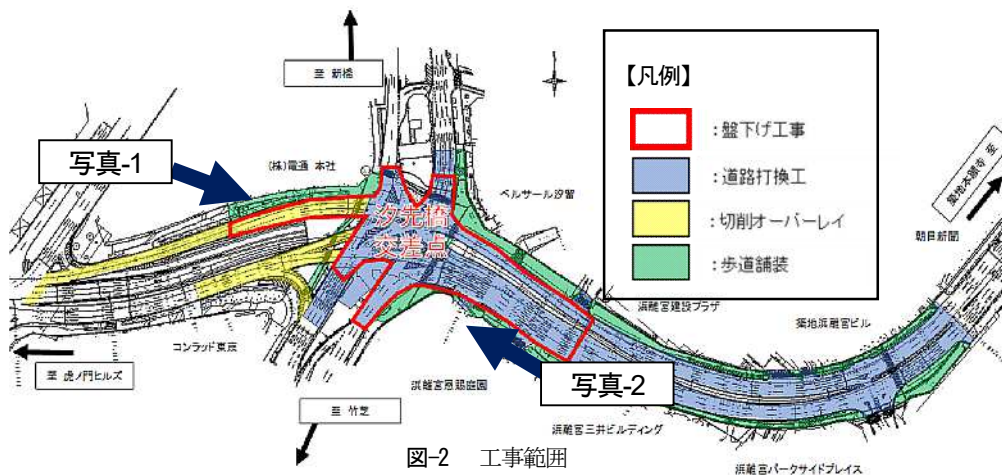 至 新橋
【凡例】
：盤下げ工事
：道路打換工
：切削オーバーレイ
：歩道舗装
写真-1
(株)電通 本社
ベルサール汐留
汐先橋
交差点
築地本願寺 至
朝日新聞
浜離宮建設プラザ
築地浜離宮ビル
コンラッド東京
至 虎ノ門ヒルズ
浜離宮恩賜庭園
写真-2
至 竹芝
浜離宮三井ビルディング
図-2 工事範囲
浜離宮パークサイドプレイス